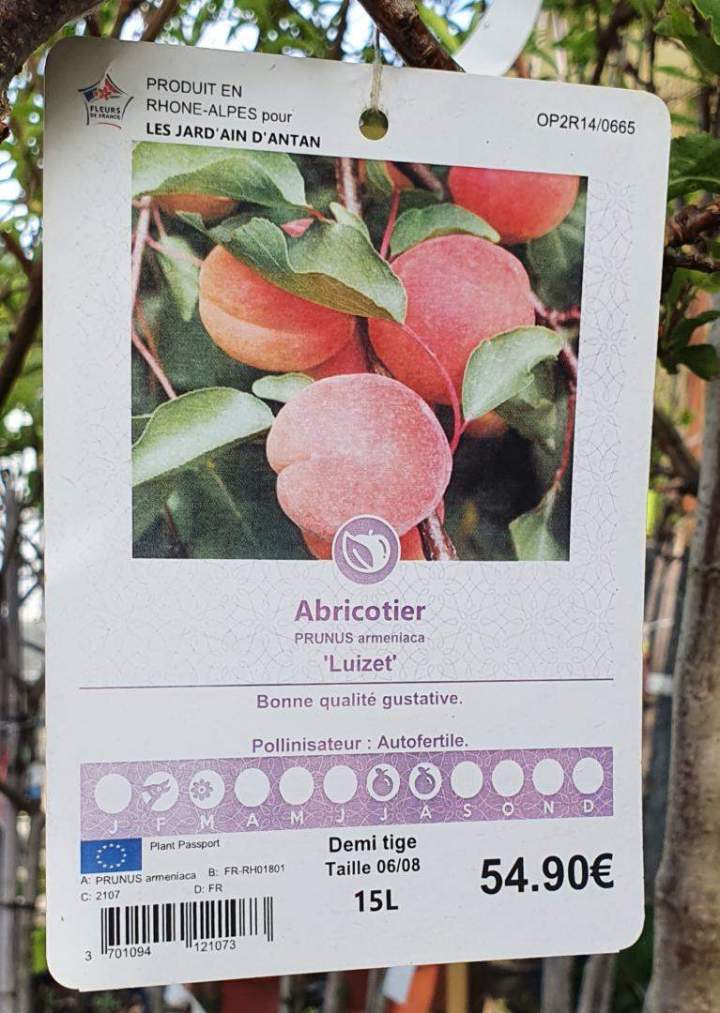 FLEURS
DE FRANCE
PRODUIT EN
RHONE-ALPES pour
LES JARD'AIN D'ANTAN
OP2R14/0665
Abricotier
PRUNUS armeniaca
'Luizet'
Bonne qualité gustative.
Pollinisateur : Autofertile.
J F M A M J J A S O N D
Plant Passport
A: PRUNUS armeniaca B: FR-RH01801
C: 2107 D: FR
Demi tige
Taille 06/08
15L
54.90€
3 701094 121073